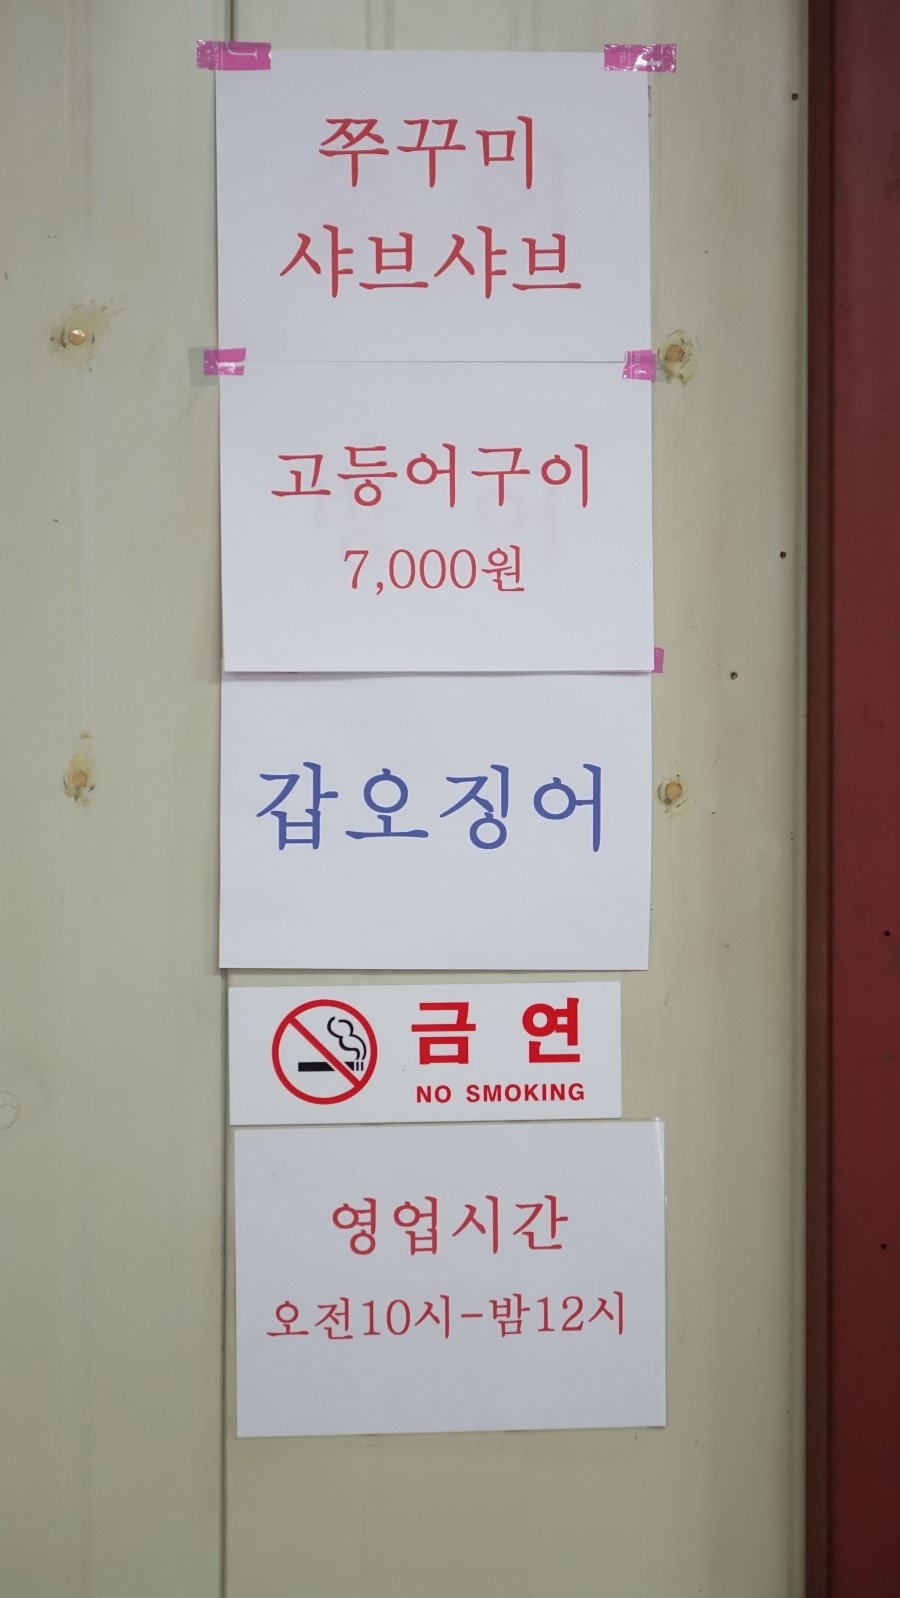 쭈꾸미
샤브샤브
고등어구이
7,000원
갑오징어
금 연
NO SMOKING
영업시간
오전10시-밤12시